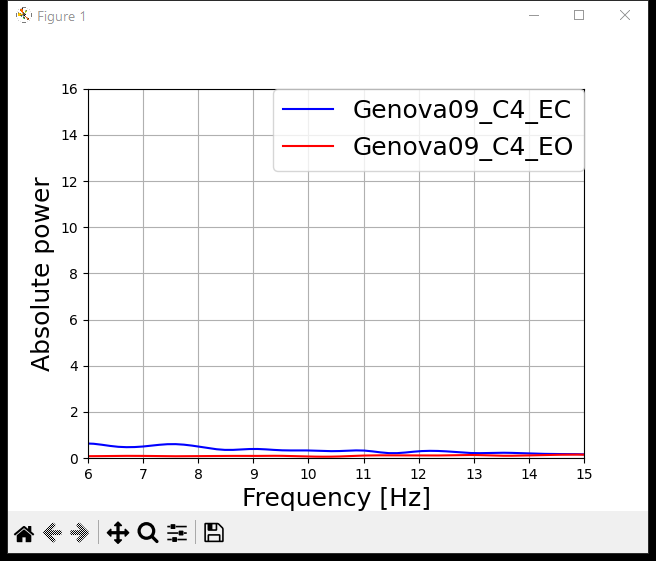 Figure 1
Genova09_C4_EC
Genova09_C4_EO
Absolute power
16
14
12
10
8
6
4
2
0
6 7 8 9 10 11 12 13 14 15
Frequency [Hz]